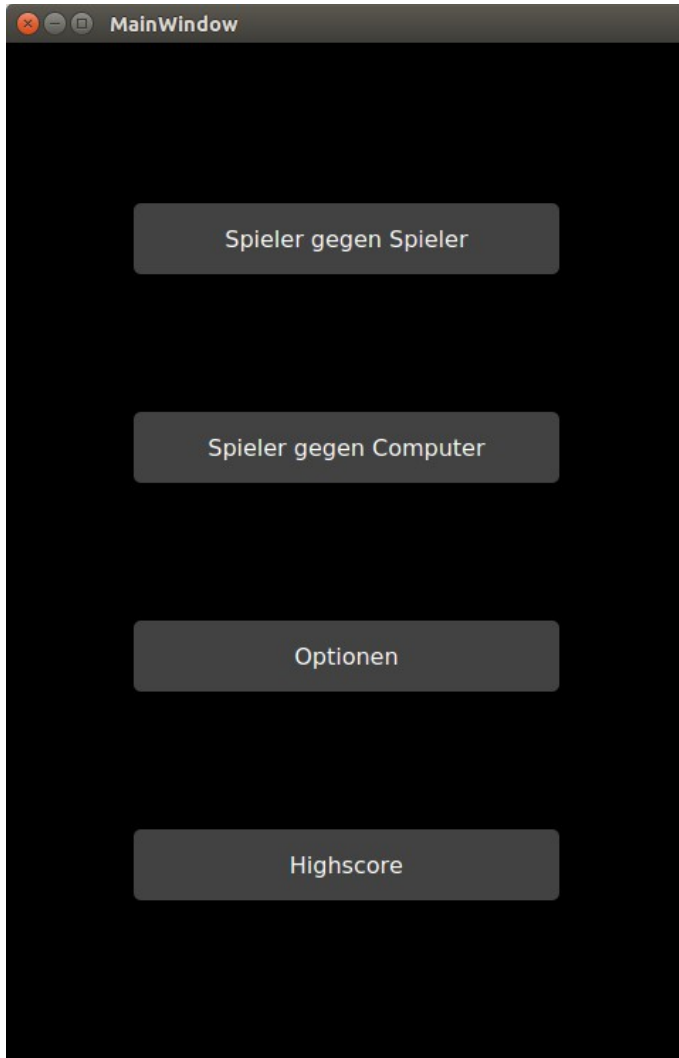 MainWindow
Spieler gegen Spieler
Spieler gegen Computer
Optionen
Highscore